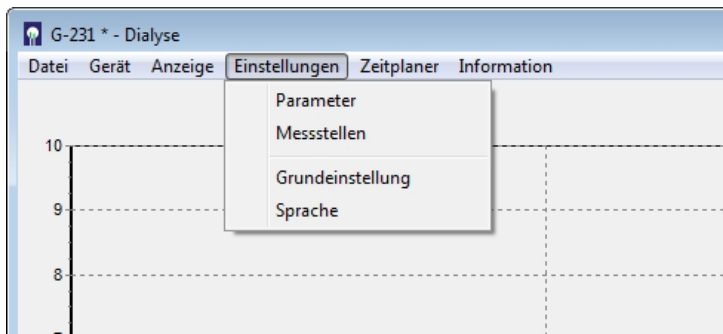 G-231 * - Dialyse
Datei Gerät Anzeige Einstellungen Zeitplaner Information
Parameter
Messstellen
Grundeinstellung
Sprache
10
9
8